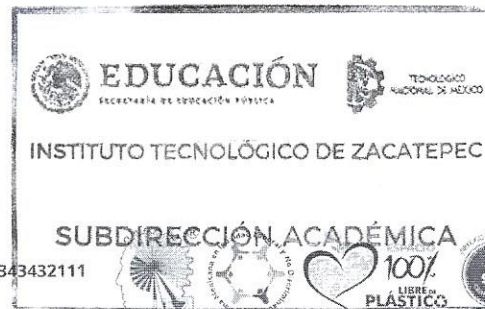 EDUCACIÓN
SECRETARÍA DE EDUCACIÓN PÚBLICA
TECNOLÓGICO
NACIONAL DE MÉXICO
INSTITUTO TECNOLÓGICO DE ZACATEPEC
SUBDIRECCIÓN ACADÉMICA
343432111
ESPACIO
100%
LIBRE DE
PLÁSTICO